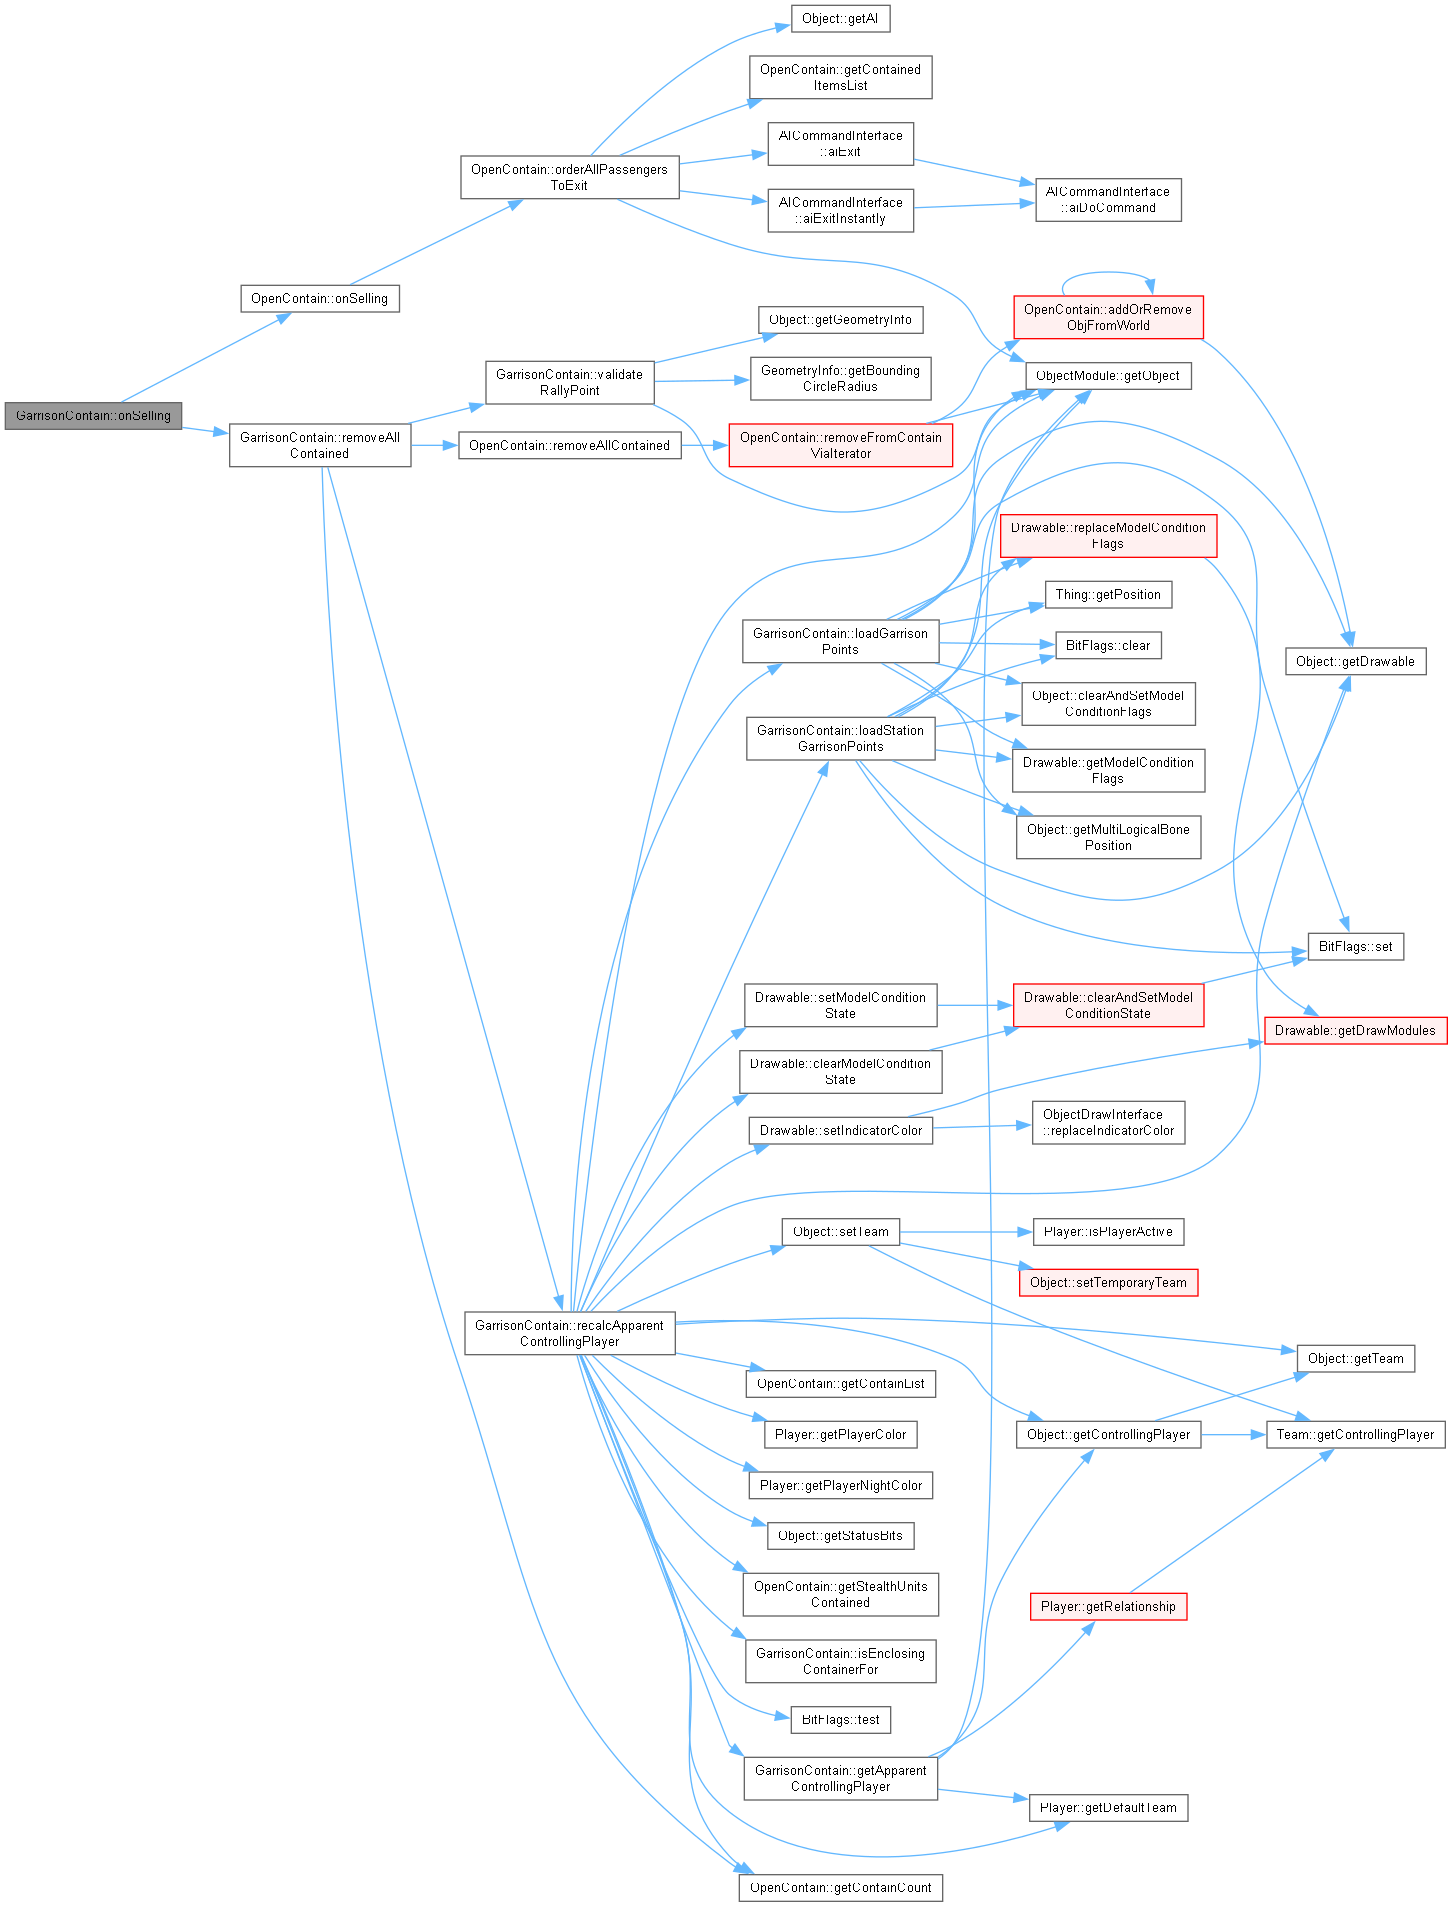 Object::getAI
OpenContain::getContained
ItemsList
AICommandInterface
::aiExit
OpenContain::orderAllPassengers
ToExit
AICommandInterface
::aiExitInstantly
AICommandInterface
::aiDoCommand
OpenContain::onSelling
OpenContain::addOrRemove
ObjFromWorld
Object::getGeometryInfo
GarrisonContain::validate
RallyPoint
GeometryInfo::getBounding
CircleRadius
ObjectModule::getObject
GarrisonContain::onSelling
GarrisonContain::removeAll
Contained
OpenContain::removeAllContained
OpenContain::removeFromContain
ViaIterator
Drawable::replaceModelCondition
Flags
Thing::getPosition
GarrisonContain::loadGarrison
Points
BitFlags::clear
Object::getDrawable
Object::clearAndSetModel
ConditionFlags
GarrisonContain::loadStation
GarrisonPoints
Drawable::getModelCondition
Flags
Object::getMultiLogicalBone
Position
BitFlags::set
Drawable::setModelCondition
State
Drawable::clearAndSetModel
ConditionState
Drawable::getDrawModules
Drawable::clearModelCondition
State
ObjectDrawInterface
::replaceIndicatorColor
Drawable::setIndicatorColor
Object::setTeam
Player::isPlayerActive
Object::setTemporaryTeam
GarrisonContain::recalcApparent
ControllingPlayer
Object::getTeam
OpenContain::getContainList
Player::getPlayerColor
Object::getControllingPlayer
Team::getControllingPlayer
Player::getPlayerNightColor
Object::getStatusBits
OpenContain::getStealthUnits
Contained
Player::getRelationship
GarrisonContain::isEnclosing
ContainerFor
BitFlags::test
GarrisonContain::getApparent
ControllingPlayer
Player::getDefaultTeam
OpenContain::getContainCount